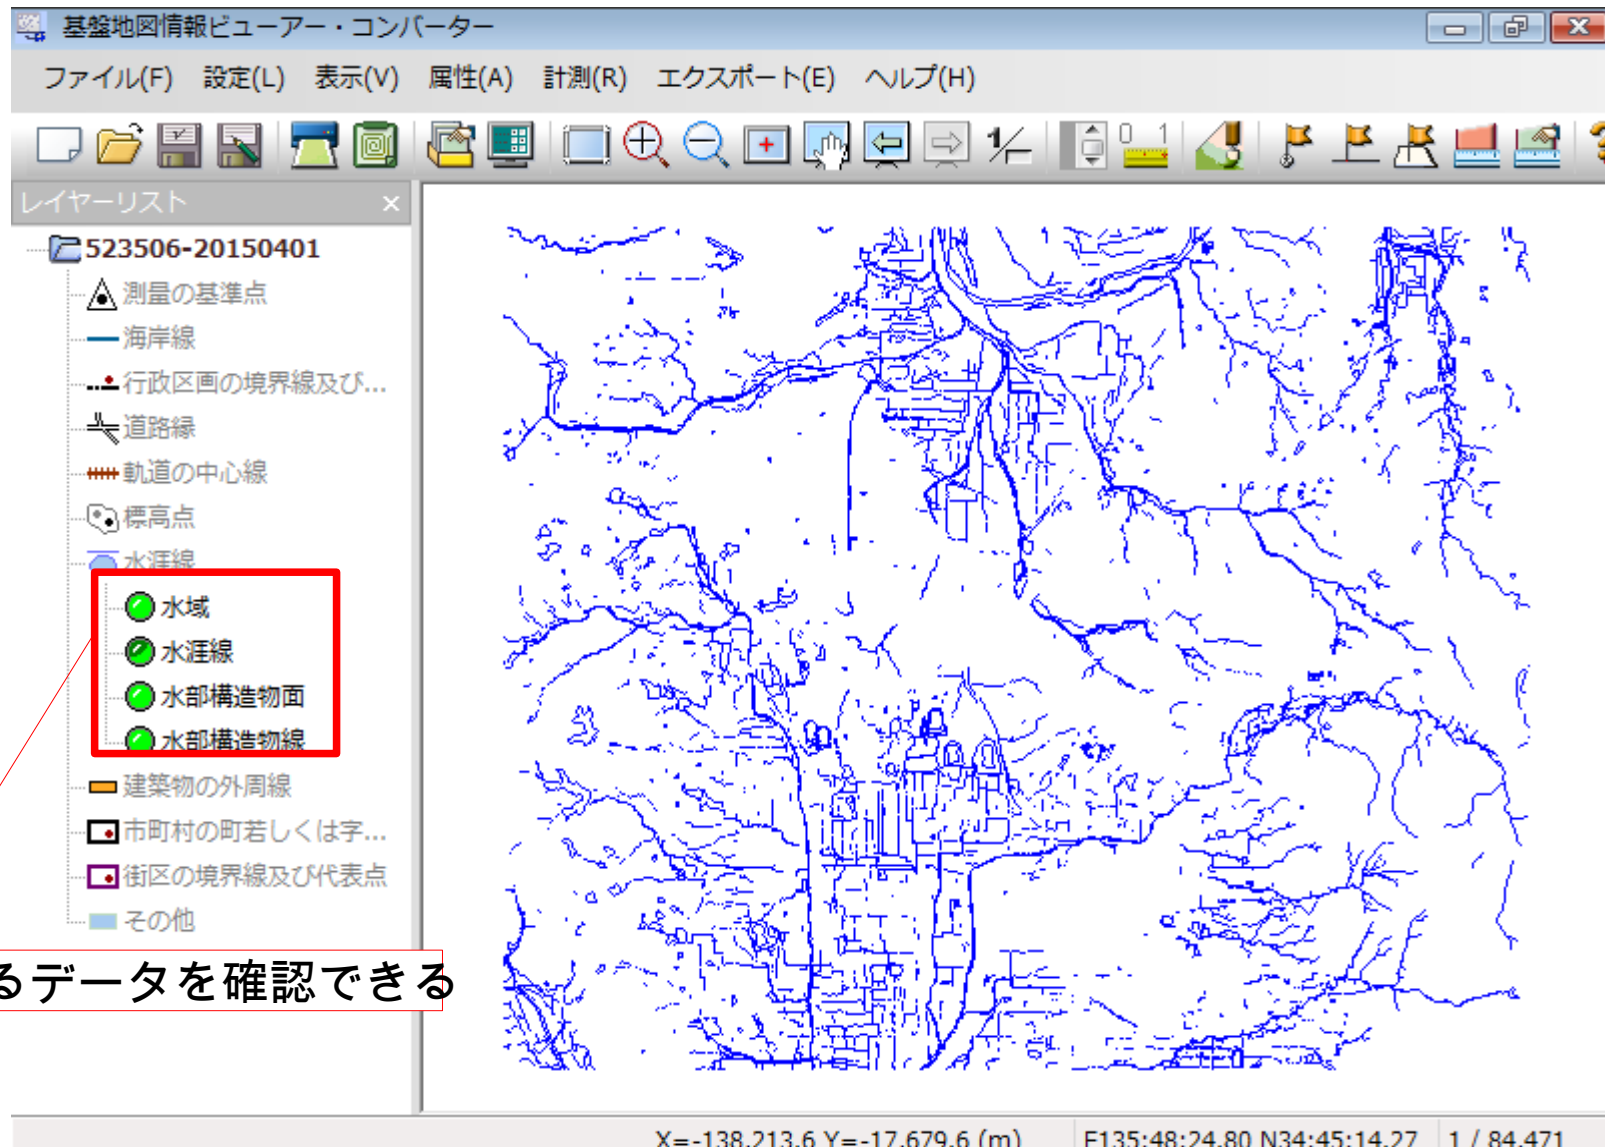 基盤地図情報ビューアー・コンバーター
ファイル(F) 設定(L) 表示(V) 属性(A) 計測(R) エクスポート(E) ヘルプ(H)
0 1
1/
レイヤーリスト ×
523506-20150401
測量の基準点
海岸線
行政区画の境界線及び...
道路縁
軌道の中心線
標高点
水涯線
水域
水涯線
水部構造物面
水部構造物線
建築物の外周線
市町村の町若しくは字...
街区の境界線及び代表点
その他
るデータを確認できる
X=-138,213.6 Y=-17,679.6 (m) E135:48:24.80 N34:45:14.27 1 / 84,471